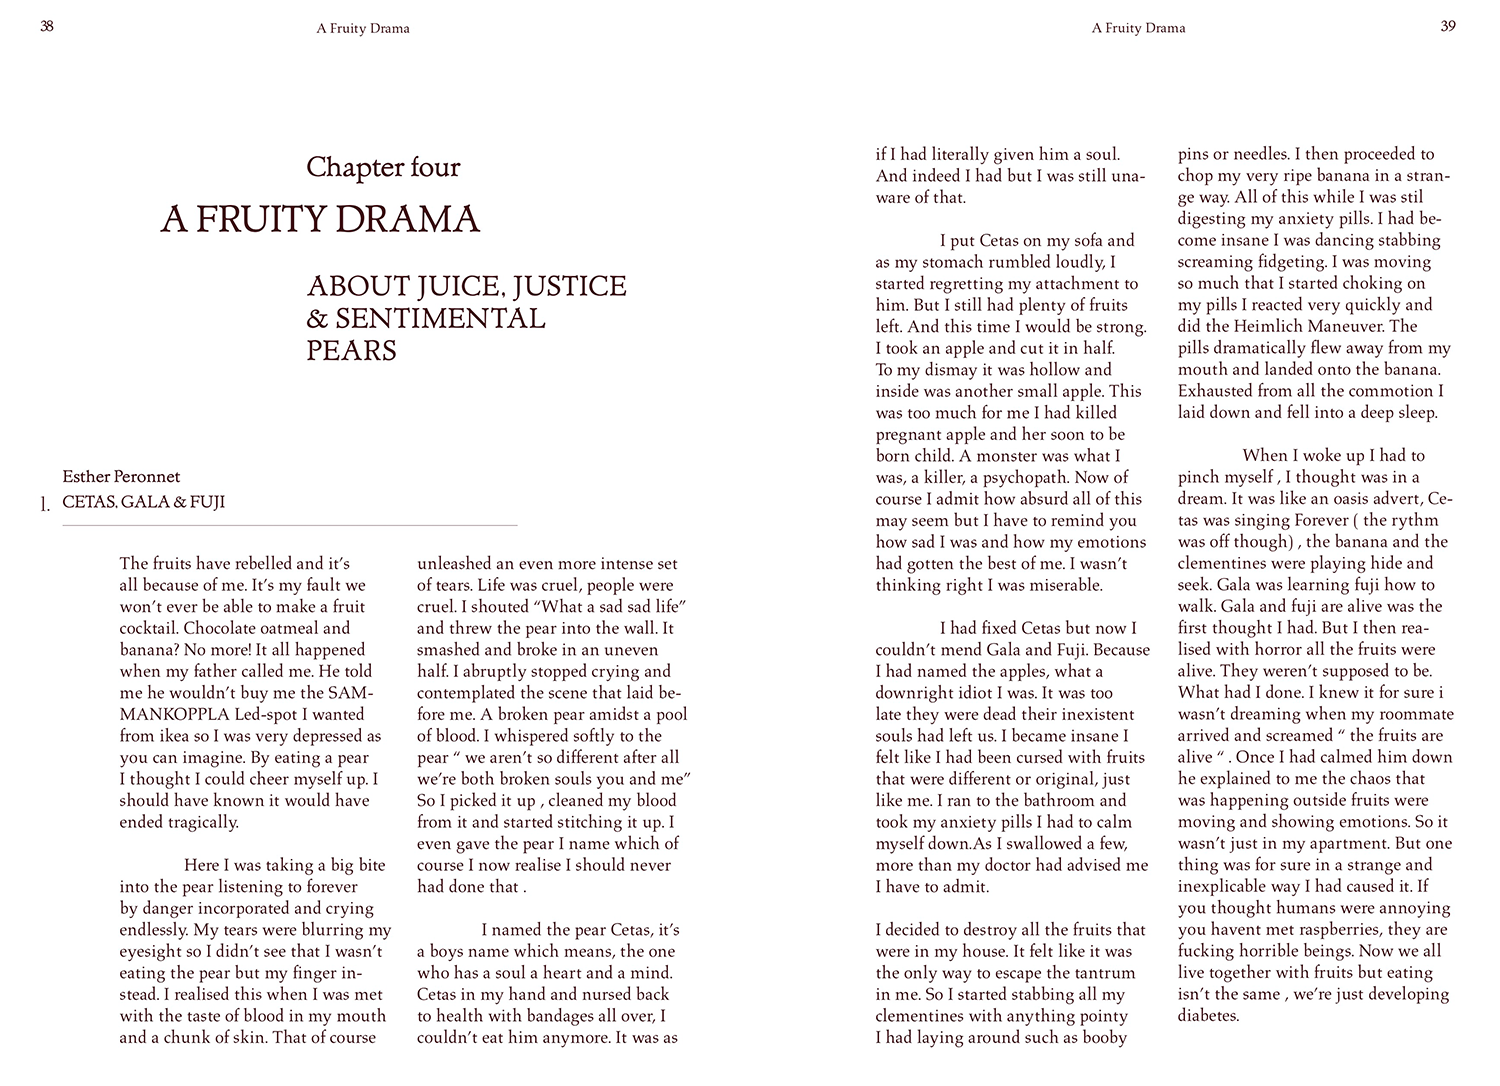 38
A Fruity Drama
A Fruity Drama
39
Chapter four
A FRUITY DRAMA
ABOUT JUICE, JUSTICE
& SENTIMENTAL
PEARS
Esther Peronnet
1. CETAS, GALA & FUJI
The fruits have rebelled and it's
all because of me. It's my fault we
won't ever be able to make a fruit
cocktail. Chocolate oatmeal and
banana? No more! It all happened
when my father called me. He told
me he wouldn't buy me the SAM-
MANKOPPLA Led-spot I wanted
from ikea so I was very depressed as
you can imagine. By eating a pear
I thought I could cheer myself up. I
should have known it would have
ended tragically.
Here I was taking a big bite
into the pear listening to forever
by danger incorporated and crying
endlessly. My tears were blurring my
eyesight so I didn't see that I wasn't
eating the pear but my finger in-
stead. I realised this when I was met
with the taste of blood in my mouth
and a chunk of skin. That of course
unleashed an even more intense set
of tears. Life was cruel, people were
cruel. I shouted “What a sad sad life”
and threw the pear into the wall. It
smashed and broke in an uneven
half. I abruptly stopped crying and
contemplated the scene that laid be-
fore me. A broken pear amidst a pool
of blood. I whispered softly to the
pear “ we aren't so different after all
we're both broken souls you and me”
So I picked it up , cleaned my blood
from it and started stitching it up. I
even gave the pear I name which of
course I now realise I should never
had done that .
I named the pear Cetas, it's
a boys name which means, the one
who has a soul a heart and a mind.
Cetas in my hand and nursed back
to health with bandages all over, I
couldn't eat him anymore. It was as
if I had literally given him a soul.
And indeed I had but I was still una-
ware of that.
I put Cetas on my sofa and
as my stomach rumbled loudly, I
started regretting my attachment to
him. But I still had plenty of fruits
left. And this time I would be strong.
I took an apple and cut it in half.
To my dismay it was hollow and
inside was another small apple. This
was too much for me I had killed
pregnant apple and her soon to be
born child. A monster was what I
was, a killer, a psychopath. Now of
course I admit how absurd all of this
may seem but I have to remind you
how sad I was and how my emotions
had gotten the best of me. I wasn't
thinking right I was miserable.
I had fixed Cetas but now I
couldn't mend Gala and Fuji. Because
I had named the apples, what a
downright idiot I was. It was too
late they were dead their inexistent
souls had left us. I became insane I
felt like I had been cursed with fruits
that were different or original, just
like me. I ran to the bathroom and
took my anxiety pills I had to calm
myself down.As I swallowed a few,
more than my doctor had advised me
I have to admit.
I decided to destroy all the fruits that
were in my house. It felt like it was
the only way to escape the tantrum
in me. So I started stabbing all my
clementines with anything pointy
I had laying around such as booby
pins or needles. I then proceeded to
chop my very ripe banana in a stran-
ge way. All of this while I was stil
digesting my anxiety pills. I had be-
come insane I was dancing stabbing
screaming fidgeting. I was moving
so much that I started choking on
my pills I reacted very quickly and
did the Heimlich Maneuver. The
pills dramatically flew away from my
mouth and landed onto the banana.
Exhausted from all the commotion I
laid down and fell into a deep sleep.
When I woke up I had to
pinch myself , I thought was in a
dream. It was like an oasis advert, Ce-
tas was singing Forever ( the rythm
was off though) , the banana and the
clementines were playing hide and
seek. Gala was learning fuji how to
walk. Gala and fuji are alive was the
first thought I had. But I then rea-
lised with horror all the fruits were
alive. They weren't supposed to be.
What had I done. I knew it for sure i
wasn't dreaming when my roommate
arrived and screamed “ the fruits are
alive “ . Once I had calmed him down
he explained to me the chaos that
was happening outside fruits were
moving and showing emotions. So it
wasn't just in my apartment. But one
thing was for sure in a strange and
inexplicable way I had caused it. If
you thought humans were annoying
you havent met raspberries, they are
fucking horrible beings. Now we all
live together with fruits but eating
isn't the same , we're just developing
diabetes.